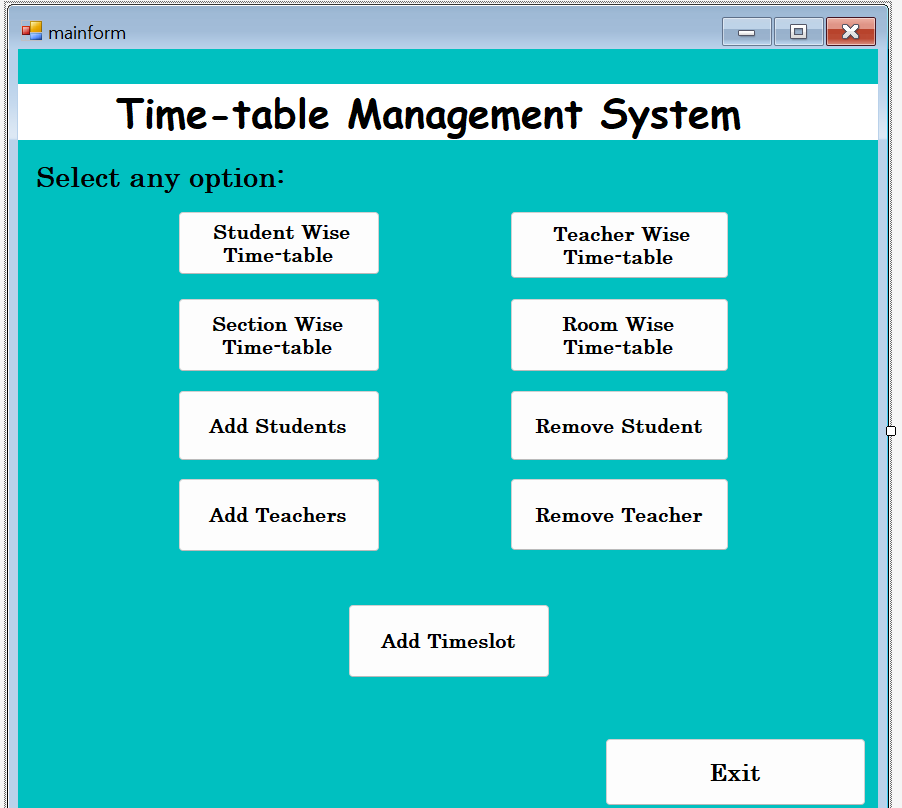 mainform
Time-table Management System
Select any option:
Student Wise
Time-table
Teacher Wise
Time-table
Section Wise
Time-table
Room Wise
Time-table
Add Students
Remove Student
Add Teachers
Remove Teacher
Add Timeslot
Exit